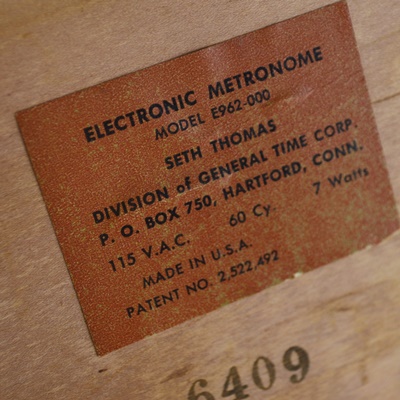 ELECTRONIC METRONOME
MODEL E962-000
SETH THOMAS
DIVISION of GENERAL TIME CORP.
P. O. BOX 750, HARTFORD, CONN.
115 V.A.C. 60 Cy. 7 Watts
MADE IN U.S.A.
PATENT NO. 2,522,492
6409